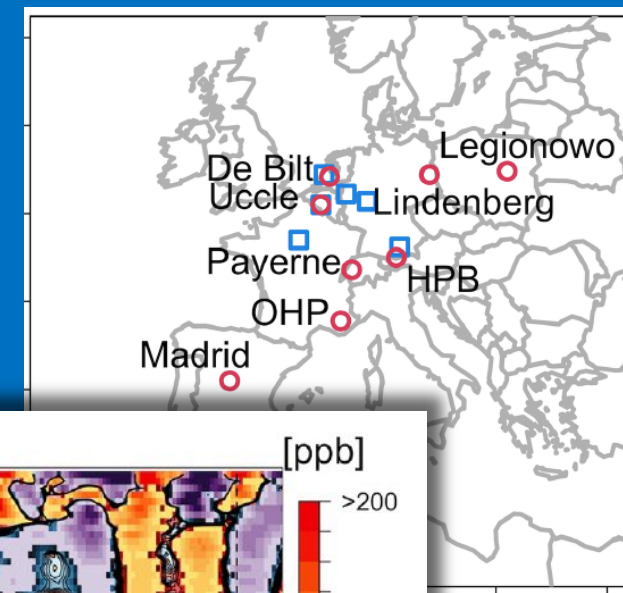 Legionowo
De Bilt
Uccle
Lindenberg
Payerne
HPB
OHP
Madrid
[ppb]
>200